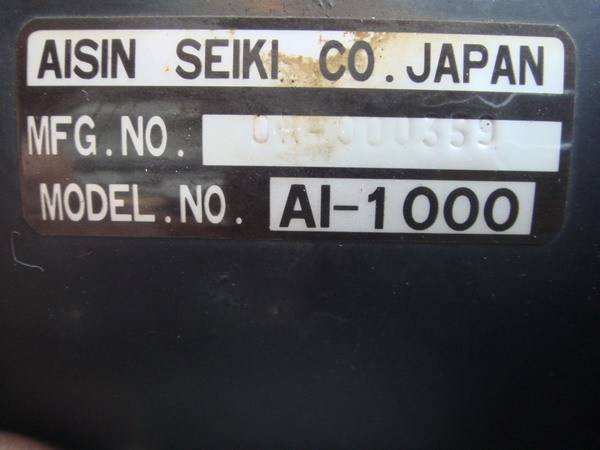 AISIN SEIKI CO. JAPAN
MFG.NO.
MODEL.NO. AI-1000